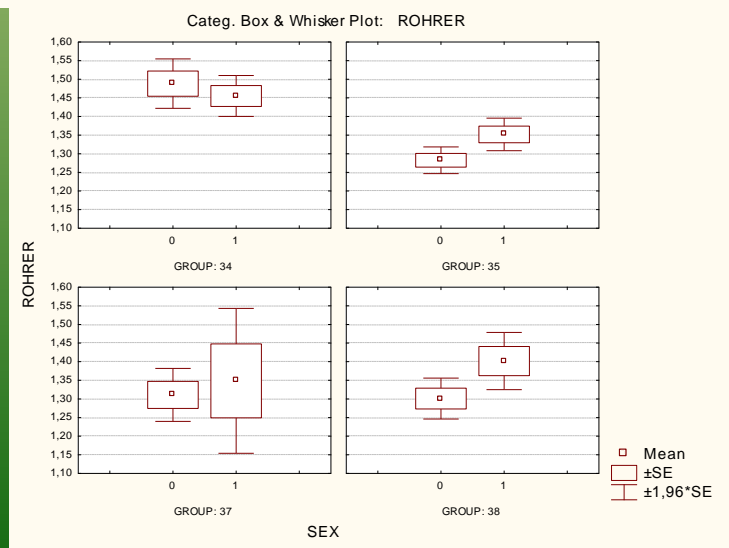 Categ. Box & Whisker Plot: ROHRER
ROHRER
1,60
1,55
1,50
1,45
1,40
1,35
1,30
1,25
1,20
1,15
1,10
0 1
GROUP: 34
0 1
GROUP: 35
1,60
1,55
1,50
1,45
1,40
1,35
1,30
1,25
1,20
1,15
1,10
0 1
GROUP: 37
0 1
GROUP: 38
SEX
Mean
±SE
±1,96*SE